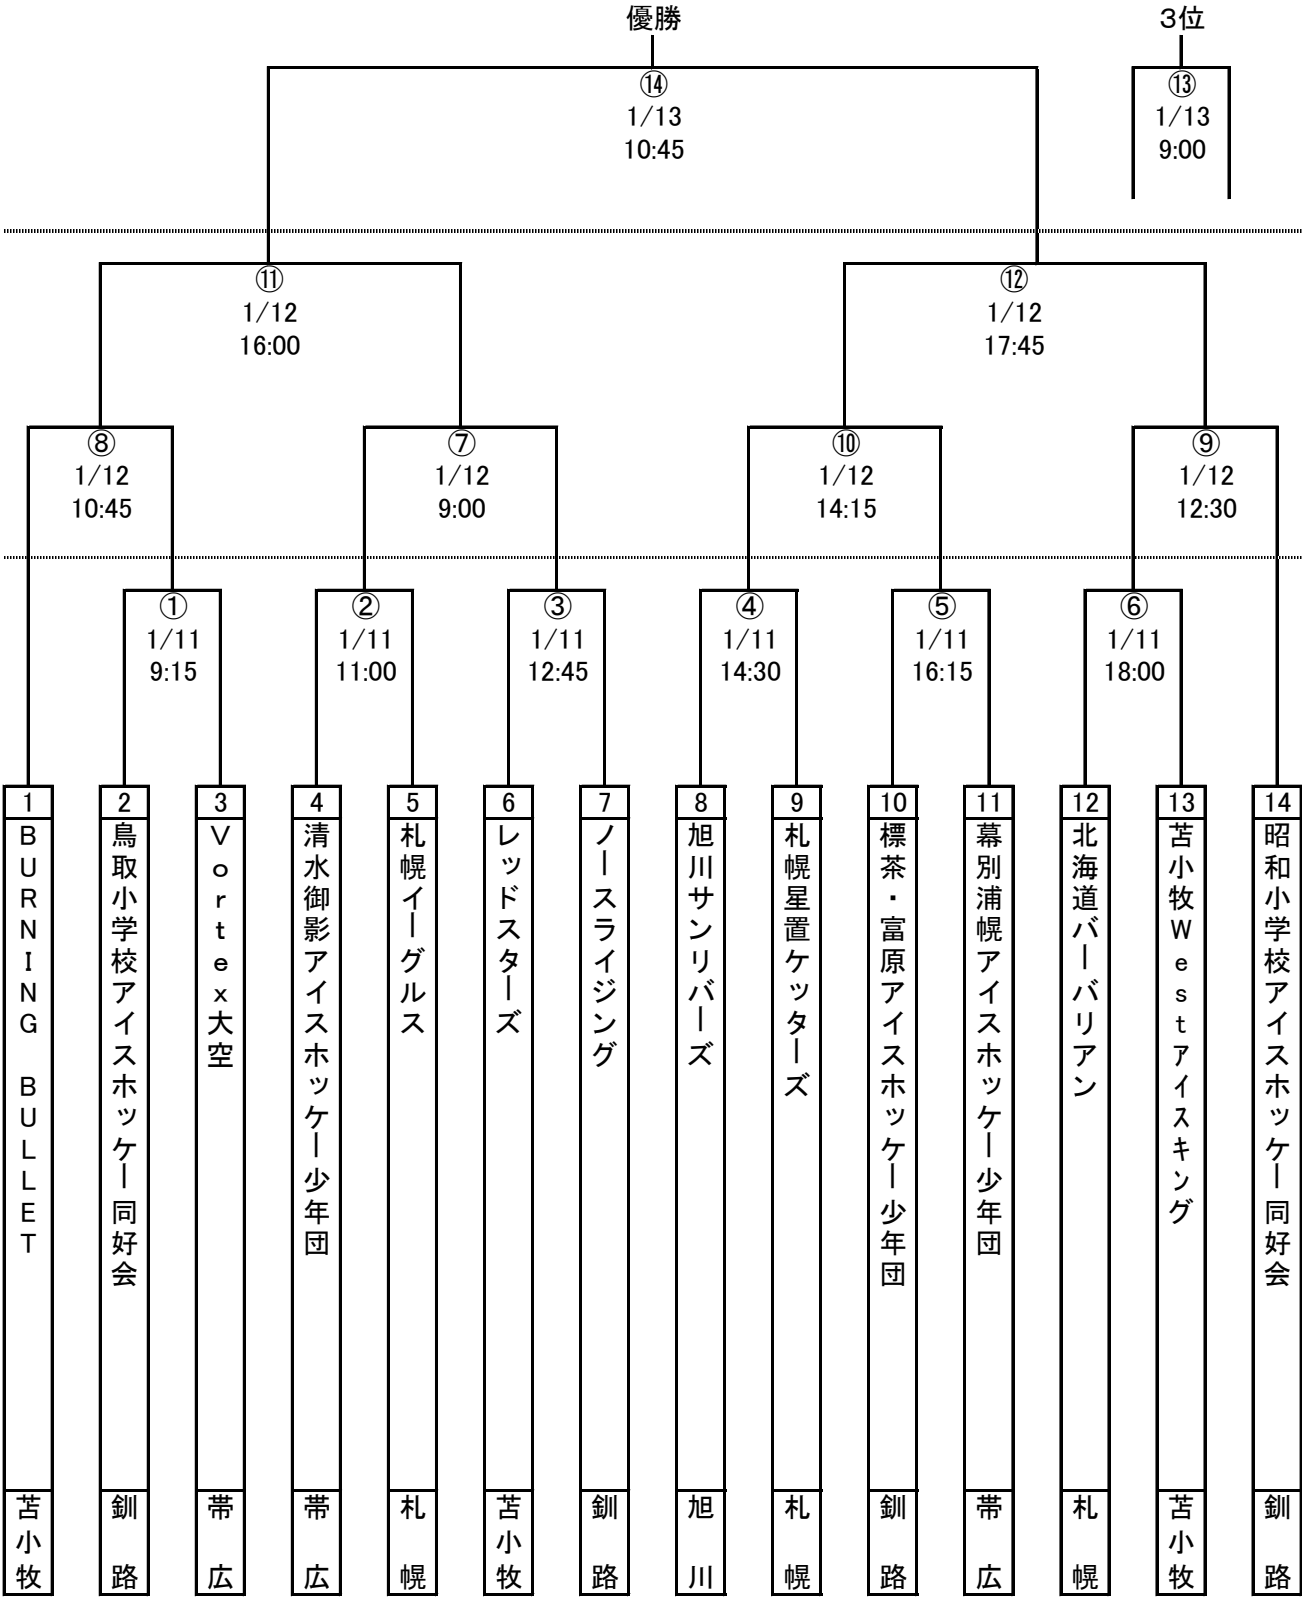 優勝
３位
⑭
1/13
10:45
⑬
1/13
9:00
⑪
1/12
16:00
⑫
1/12
17:45
⑧
1/12
10:45
⑦
1/12
9:00
⑩
1/12
14:15
⑨
1/12
12:30
①
1/11
9:15
②
1/11
11:00
③
1/11
12:45
④
1/11
14:30
⑤
1/11
16:15
⑥
1/11
18:00
1
ＢＵＲＮＩＮＧ　ＢＵＬＬＥＴ
苫小牧
2
鳥取小学校アイスホッケー同好会
釧路
3
Ｖｏｒｔｅｘ大空
帯広
4
清水御影アイスホッケー少年団
帯広
5
札幌イーグルス
札幌
6
レッドスターズ
苫小牧
7
ノースライジング
釧路
8
旭川サンリバーズ
旭川
9
札幌星置ケッターズ
札幌
10
標茶・富原アイスホッケー少年団
釧路
11
幕別浦幌アイスホッケー少年団
帯広
12
北海道バーバリアン
札幌
13
苫小牧Ｗｅｓｔアイスキング
苫小牧
14
昭和小学校アイスホッケー同好会
釧路